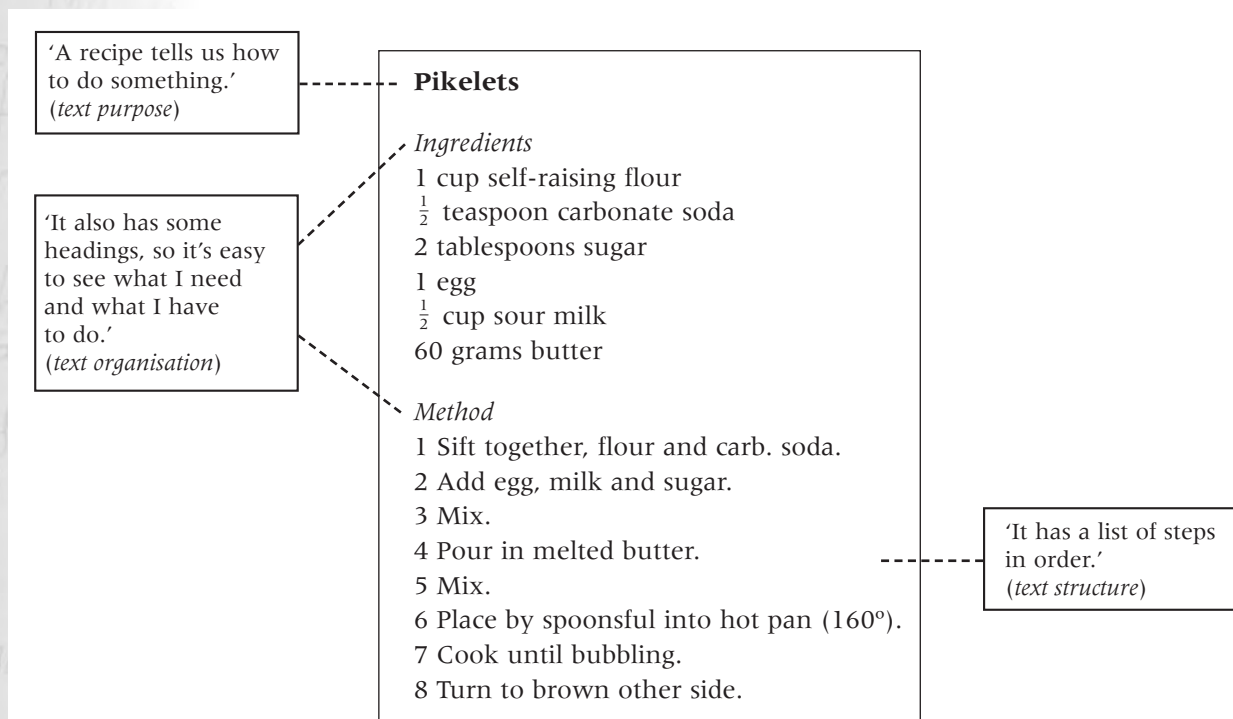 'A recipe tells us how
to do something.'
(text purpose)
Pikelets
Ingredients
1 cup self-raising flour
½ teaspoon carbonate soda
2 tablespoons sugar
1 egg
½ cup sour milk
60 grams butter
'It also has some
headings, so it's easy
to see what I need
and what I have
to do.'
(text organisation)
Method
1 Sift together, flour and carb. soda.
2 Add egg, milk and sugar.
3 Mix.
4 Pour in melted butter.
5 Mix.
6 Place by spoonsful into hot pan (160º).
7 Cook until bubbling.
8 Turn to brown other side.
'It has a list of steps
in order.'
(text structure)